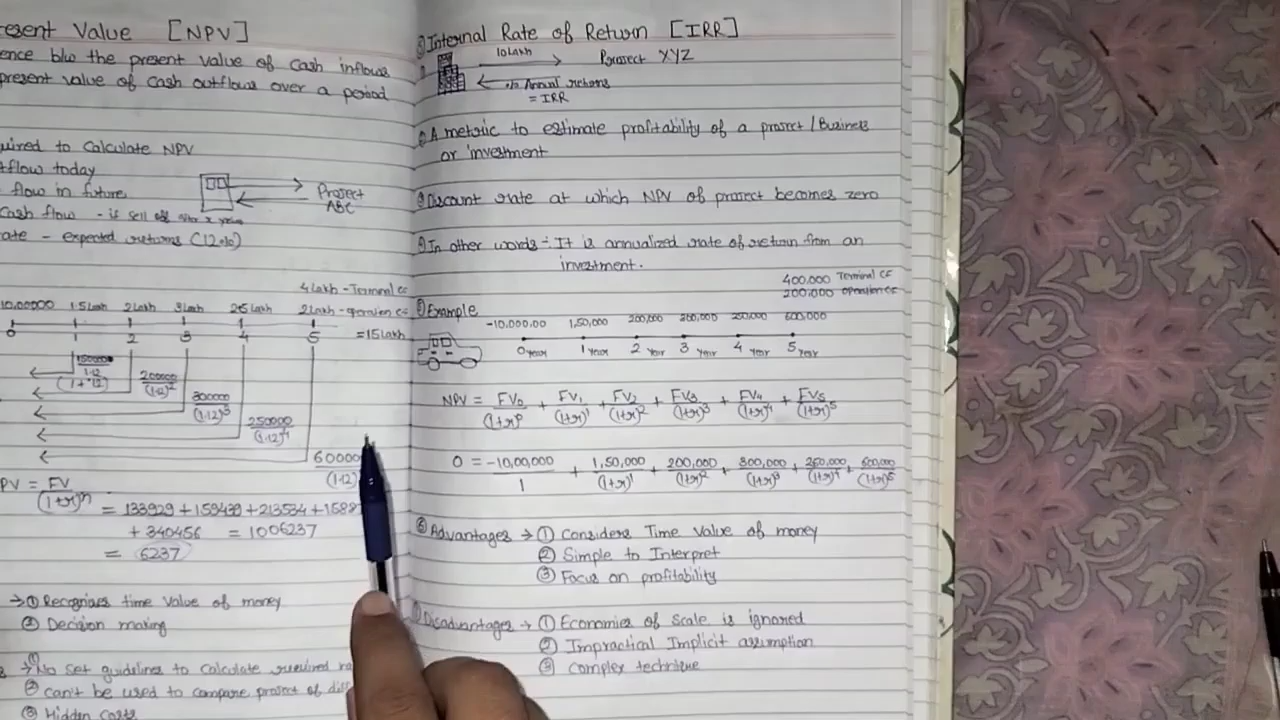 esent Value [NPV]
ence b/w the present value of cash inflows
present value of cash outflows over a period
uired to Calculate NPV
tflow today
flow in future
Cash flow - if sell off after 2 years
ate - expected returns (12%)
Project
ABC
4 Lakh - Terminal CF
10,00000 1.5 Lakh 2 Lakh 3 Lakh 2.5 Lakh 2 Lakh - operation CF
0 1 2 3 4 5 = 15 Lakh
150000
1.12
(1+.12)
200000
(1.12)²
300000
(1.12)³
250000
(1.12)⁴
60000
(1.12)
PV = FV
(1+r)ⁿ
= 133929 + 159439 + 213534 + 1588
+ 340456 = 1006237
= 6237
→ ① Recognises time value of money
② Decision making
→ ① No set guidelines to calculate required
② can't be used to compare project of
③ Hidden costs
Internal Rate of Return [IRR]
10 Lakh
Project XYZ
% Annual returns
= IRR
A metric to estimate profitability of a project / Business
or investment
Discount rate at which NPV of project becomes zero
In other words - It is annualized rate of return from an
investment.
400,000 Terminal CF
200,000 operation CF
Example
-10,000,00 1,50,000 200,000 300,000 250,000 600,000
0 Year 1 Year 2 Year 3 Year 4 Year 5 Year
NPV = FV₀/(1+r)⁰ + FV₁/(1+r)¹ + FV₂/(1+r)² + FV₃/(1+r)³ + FV₄/(1+r)⁴ + FV₅/(1+r)⁵
0 = -10,00,000/1 + 1,50,000/(1+r)¹ + 200,000/(1+r)² + 300,000/(1+r)³ + 250,000/(1+r)⁴ + 600,000/(1+r)⁵
Advantages → ① Considers Time Value of money
② Simple to Interpret
③ Focus on profitability
Disadvantages → ① Economies of Scale is ignored
② Impractical Implicit assumption
③ Complex technique